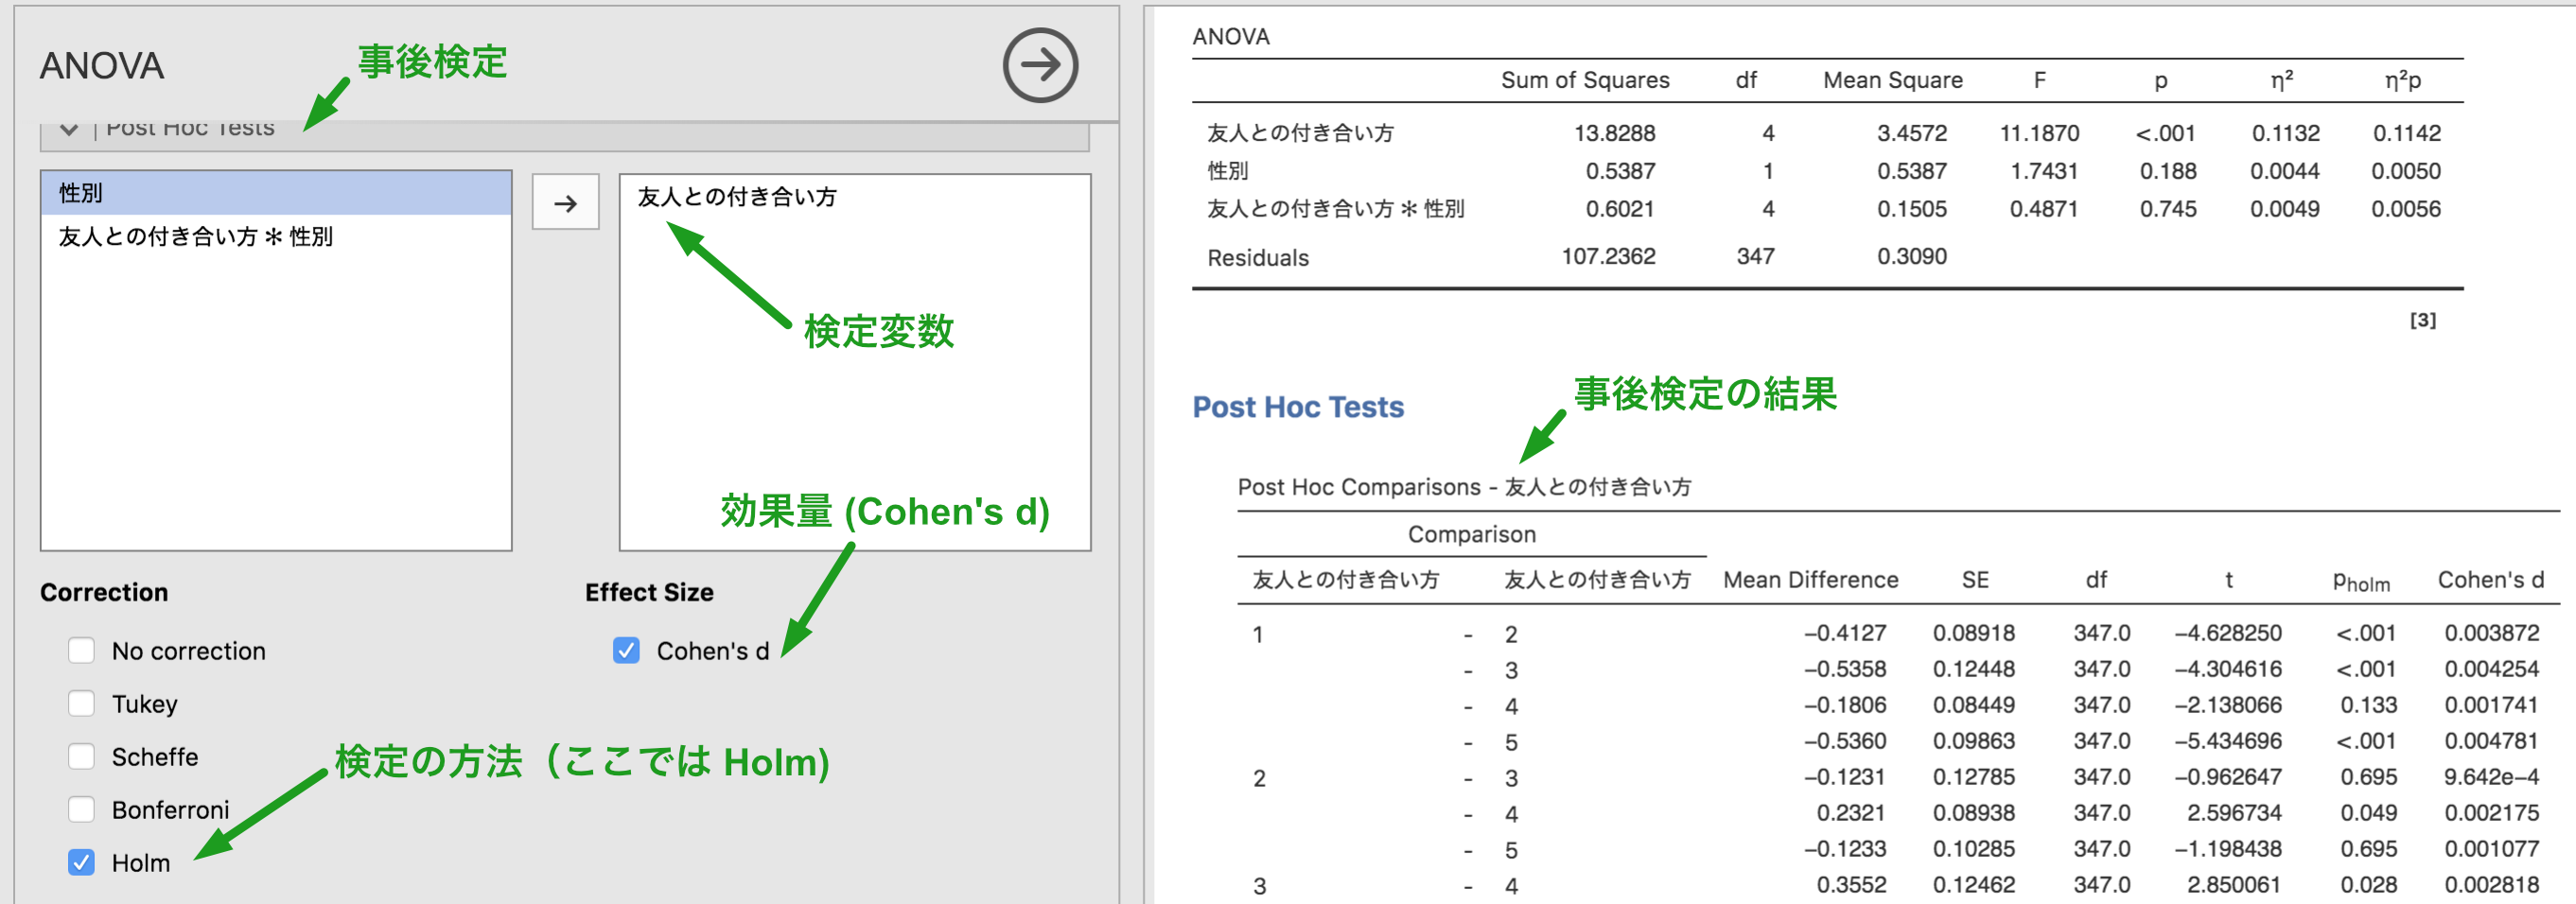 ANOVA
事後検定
Post Hoc Tests
性別
友人との付き合い方 ✻ 性別
友人との付き合い方
検定変数
効果量 (Cohen's d)
Correction
No correction
Tukey
Scheffe
Bonferroni
Holm
検定の方法（ここでは Holm)
Effect Size
Cohen's d
ANOVA
Sum of Squares df Mean Square F p η² η²p
友人との付き合い方 13.8288 4 3.4572 11.1870 <.001 0.1132 0.1142
性別 0.5387 1 0.5387 1.7431 0.188 0.0044 0.0050
友人との付き合い方 ✻ 性別 0.6021 4 0.1505 0.4871 0.745 0.0049 0.0056
Residuals 107.2362 347 0.3090
[3]
事後検定の結果
Post Hoc Tests
Post Hoc Comparisons - 友人との付き合い方
Comparison
友人との付き合い方 友人との付き合い方 Mean Difference SE df t pholm Cohen's d
1 - 2 −0.4127 0.08918 347.0 −4.628250 <.001 0.003872
- 3 −0.5358 0.12448 347.0 −4.304616 <.001 0.004254
- 4 −0.1806 0.08449 347.0 −2.138066 0.133 0.001741
- 5 −0.5360 0.09863 347.0 −5.434696 <.001 0.004781
2 - 3 −0.1231 0.12785 347.0 −0.962647 0.695 9.642e−4
- 4 0.2321 0.08938 347.0 2.596734 0.049 0.002175
- 5 −0.1233 0.10285 347.0 −1.198438 0.695 0.001077
3 - 4 0.3552 0.12462 347.0 2.850061 0.028 0.002818